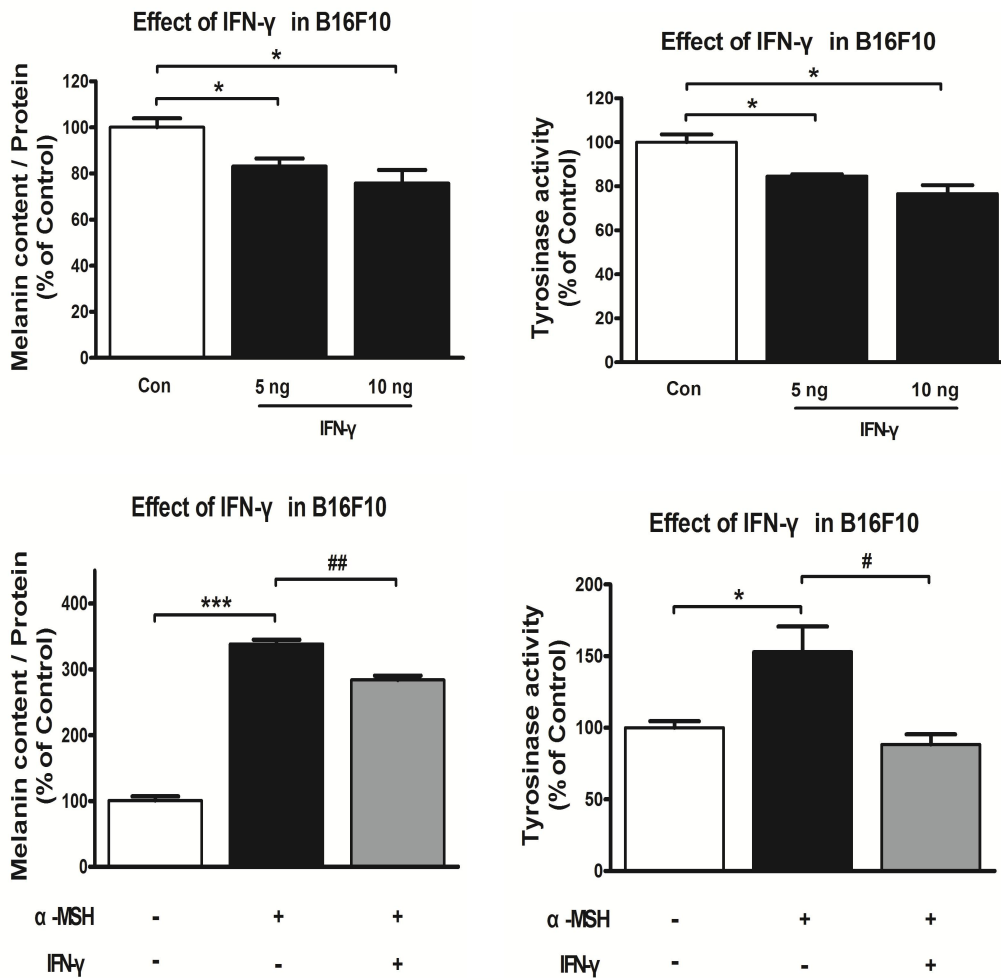 Effect of IFN-γ in B16F10
*
*
Melanin content / Protein
(% of Control)
120
100
80
60
40
20
0
Con
5 ng
10 ng
IFN-γ
Effect of IFN-γ in B16F10
*
*
Tyrosinase activity
(% of Control)
120
100
80
60
40
20
0
Con
5 ng
10 ng
IFN-γ
Effect of IFN-γ in B16F10
##
***
Melanin content / Protein
(% of Control)
400
300
200
100
0
α -MSH - + +
IFN-γ - - +
Effect of IFN-γ in B16F10
#
*
Tyrosinase activity
(% of Control)
200
150
100
50
0
α -MSH - + +
IFN-γ - - +